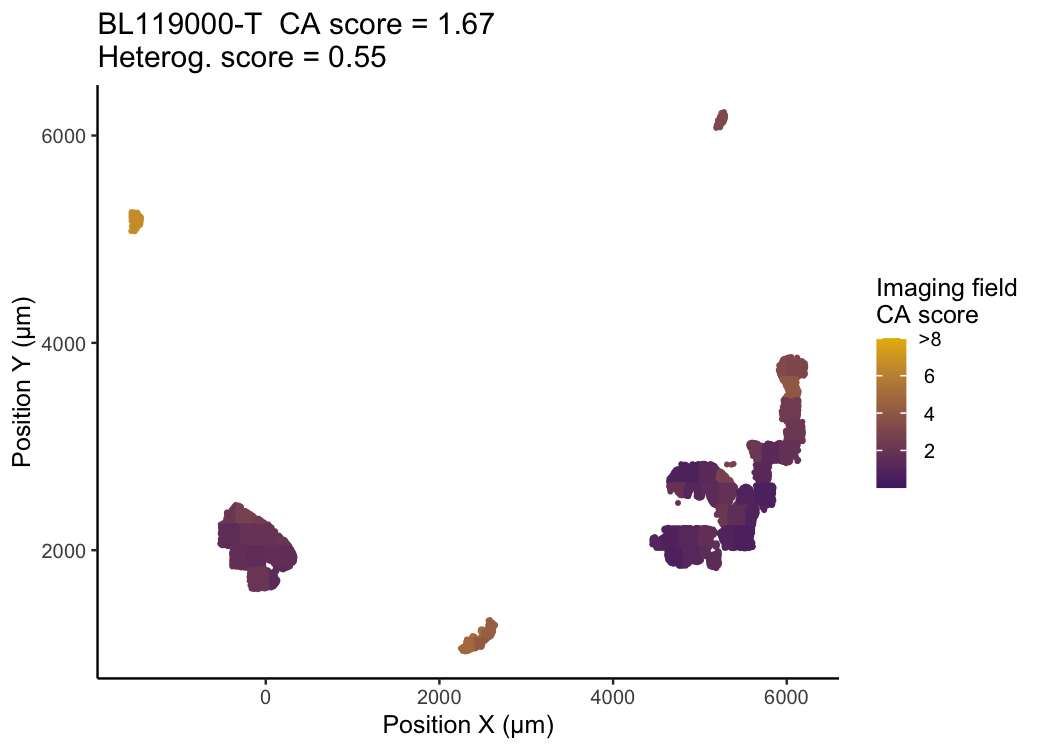 BL119000-T  CA score = 1.67
Heterog. score = 0.55
Position Y (μm)
6000
4000
2000
0
2000
4000
6000
Position X (μm)
Imaging field
CA score
>8
6
4
2